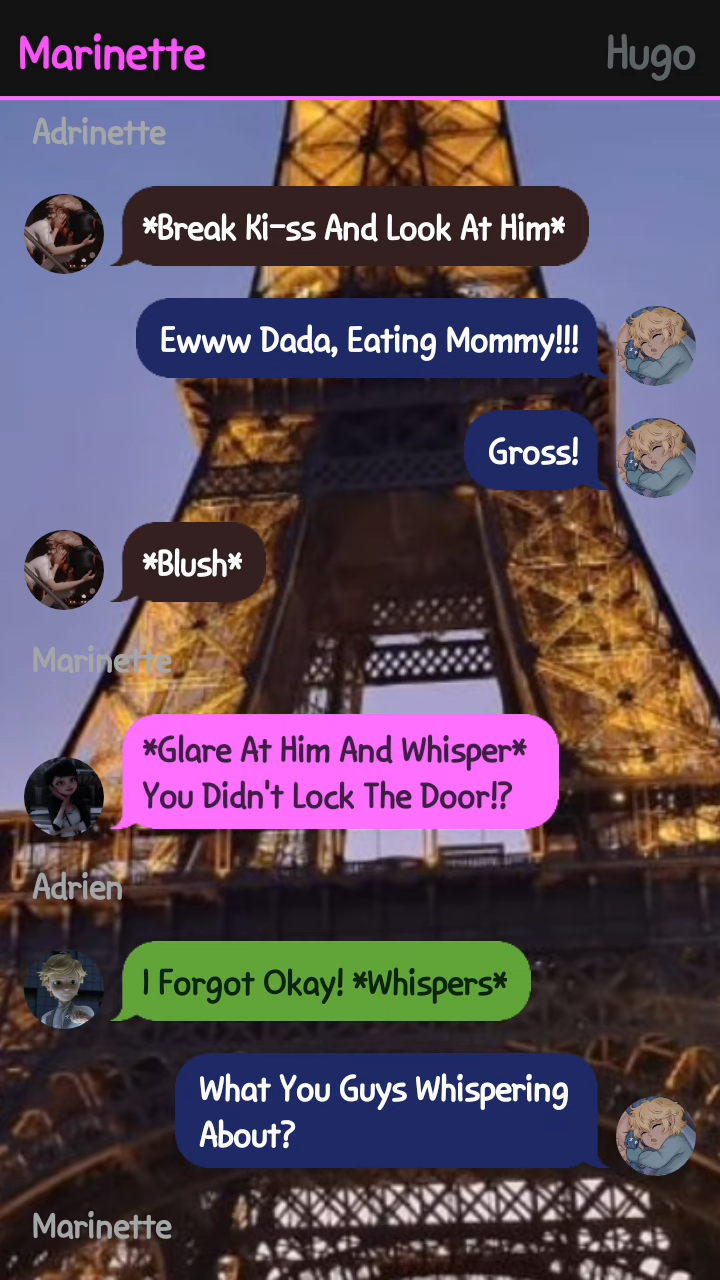 Marinette
Hugo
Adrinette
*Break Ki-ss And Look At Him*
Ewww Dada, Eating Mommy!!!
Gross!
*Blush*
Marinette
*Glare At Him And Whisper*
You Didn't Lock The Door!?
Adrien
I Forgot Okay! *Whispers*
What You Guys Whispering
About?
Marinette